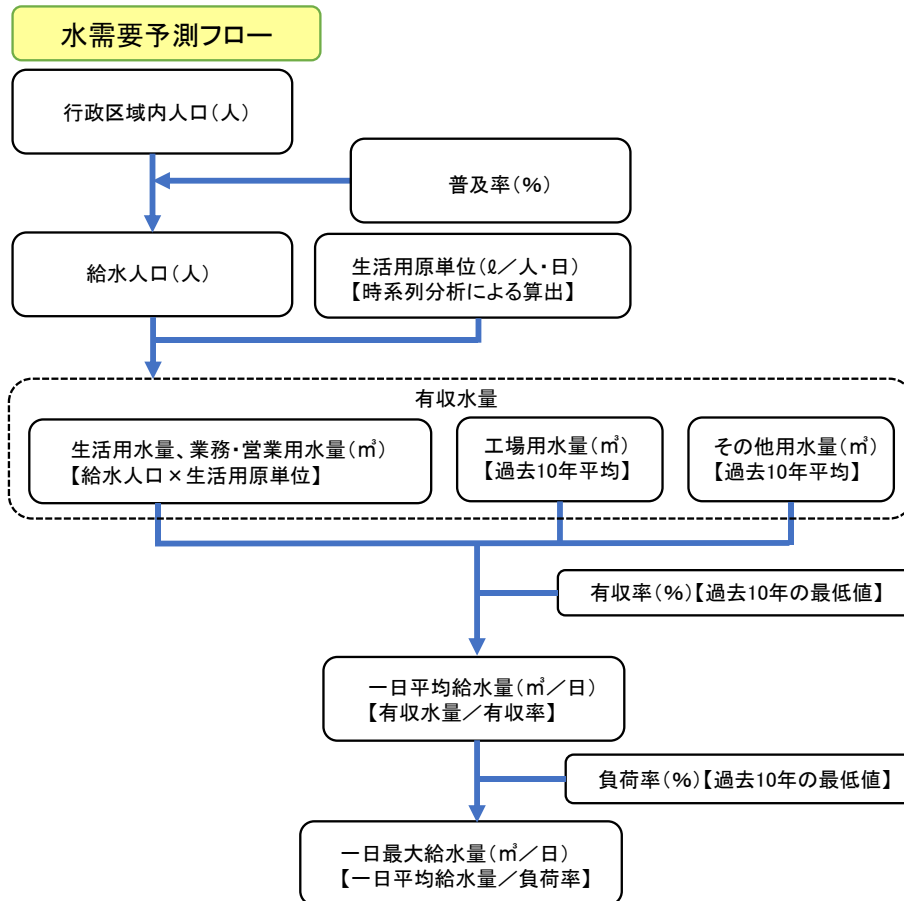 水需要予測フロー
行政区域内人口(人)
普及率(%)
給水人口(人)
生活用原単位(ℓ/人・日)
【時系列分析による算出】
有収水量
生活用水量、業務・営業用水量(㎥)
【給水人口×生活用原単位】
工場用水量(㎥)
【過去10年平均】
その他用水量(㎥)
【過去10年平均】
有収率(%)【過去10年の最低値】
一日平均給水量(㎥/日)
【有収水量/有収率】
負荷率(%)【過去10年の最低値】
一日最大給水量(㎥/日)
【一日平均給水量/負荷率】